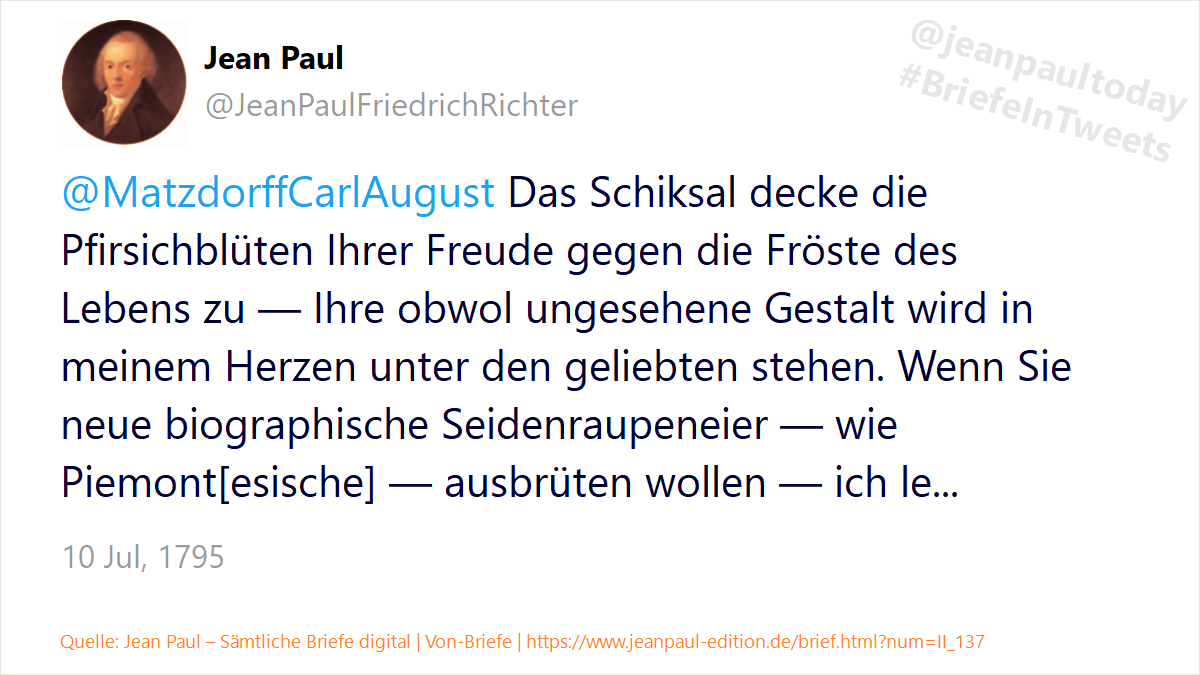 Jean Paul
@JeanPaulFriedrichRichter
@jeanpaultoday
#BriefeInTweets
@MatzdorffCarlAugust Das Schiksal decke die
Pfirsichblüten Ihrer Freude gegen die Fröste des
Lebens zu — Ihre obwol ungesehene Gestalt wird in
meinem Herzen unter den geliebten stehen. Wenn Sie
neue biographische Seidenraupeneier — wie
Piemont[esische] — ausbrüten wollen — ich le...
10 Jul, 1795
Quelle: Jean Paul – Sämtliche Briefe digital | Von-Briefe | https://www.jeanpaul-edition.de/brief.html?num=II_137